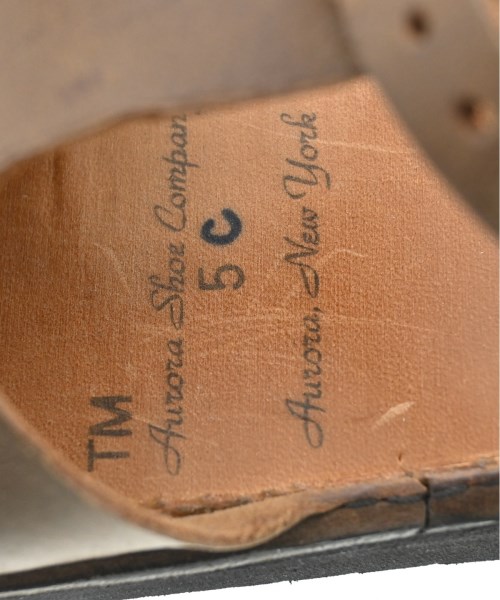 TM
Aurora Shoe Compan
5 C
Aurora, New York